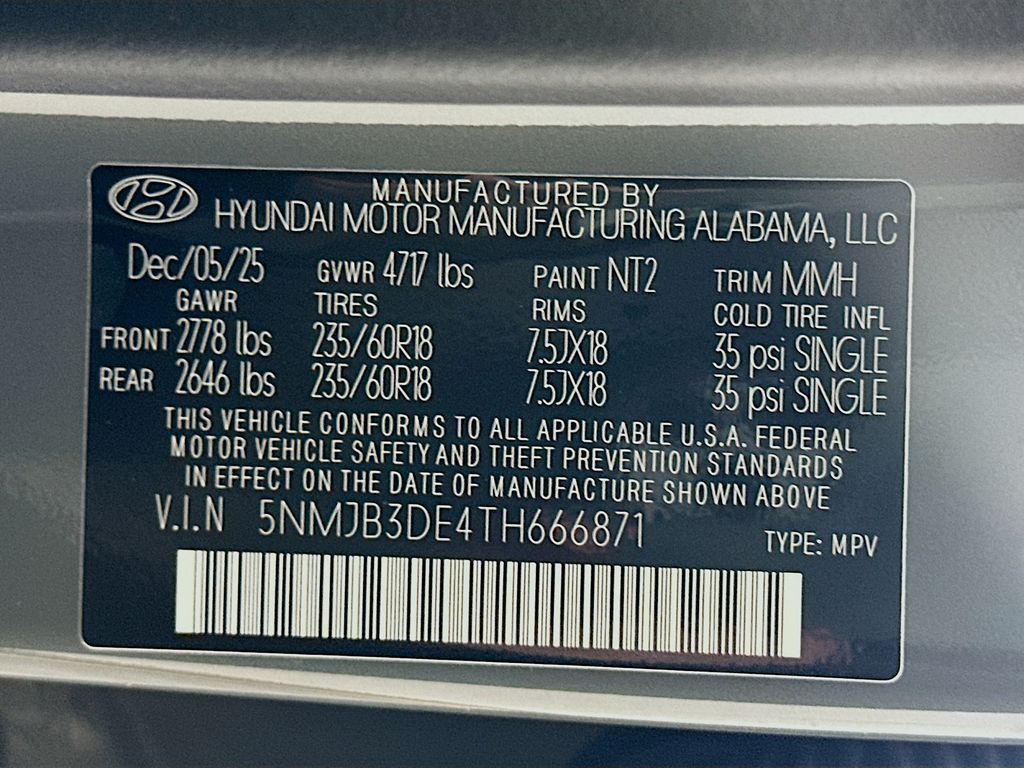 MANUFACTURED BY
HYUNDAI MOTOR MANUFACTURING ALABAMA, LLC
Dec/05/25 GVWR 4717 lbs PAINT NT2 TRIM MMH
GAWR TIRES RIMS COLD TIRE INFL
FRONT 2778 lbs 235/60R18 7.5JX18 35 psi SINGLE
REAR 2646 lbs 235/60R18 7.5JX18 35 psi SINGLE
THIS VEHICLE CONFORMS TO ALL APPLICABLE U.S.A. FEDERAL
MOTOR VEHICLE SAFETY AND THEFT PREVENTION STANDARDS
IN EFFECT ON THE DATE OF MANUFACTURE SHOWN ABOVE
V.I.N 5NMJB3DE4TH666871 TYPE: MPV